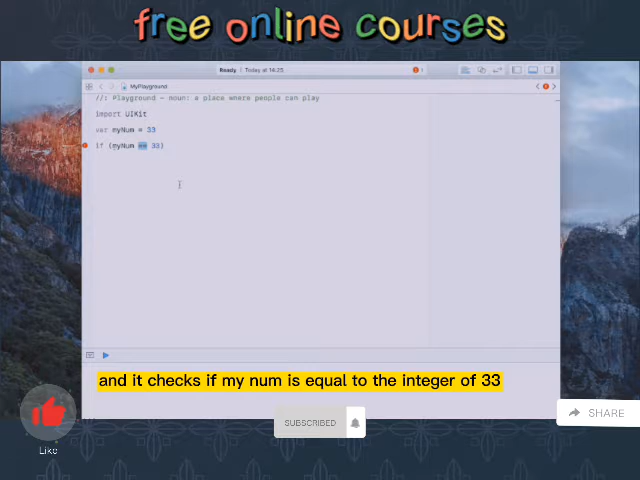 free online courses
Ready | Today at 14:25
MyPlayground
//: Playground - noun: a place where people can play
import UIKit
var myNum = 33
if (myNum == 33)
and it checks if my num is equal to the integer of 33
SUBSCRIBED
SHARE
Like